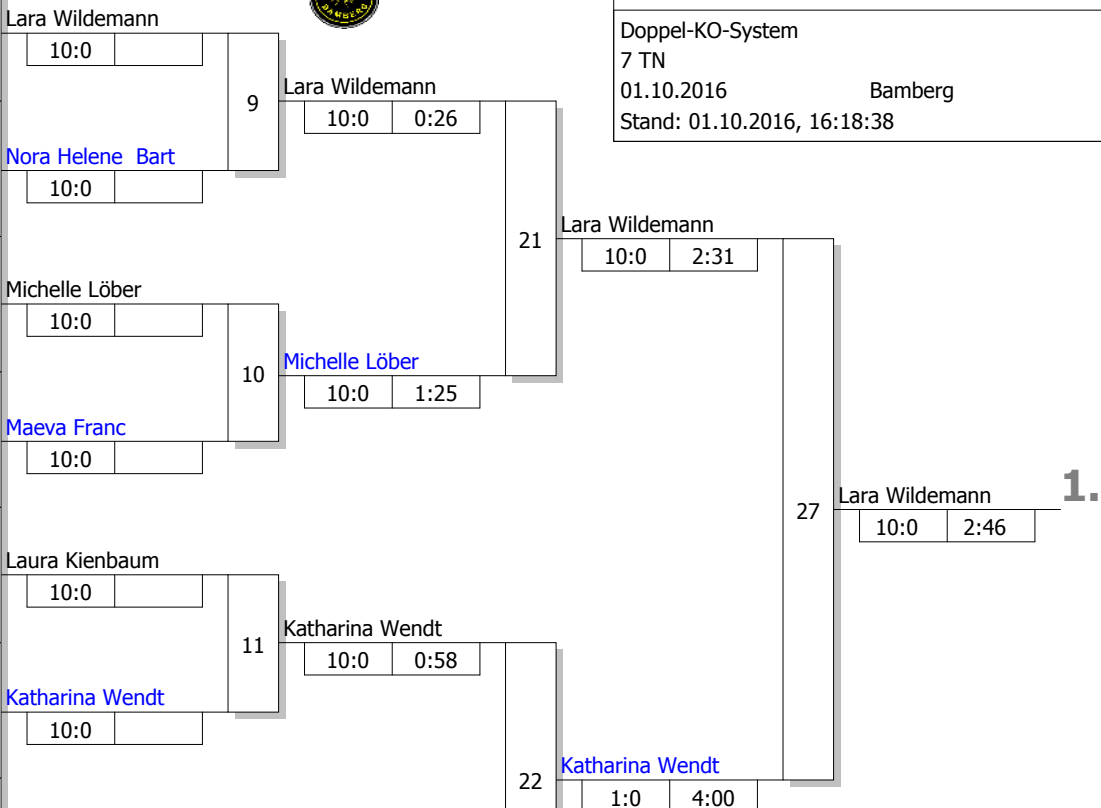 Lara Wildemann
10:0
9
Nora Helene Bart
10:0
Lara Wildemann
10:0 0:26
Michelle Löber
10:0
10
Maeva Franc
10:0
Michelle Löber
10:0 1:25
21
Lara Wildemann
10:0 2:31
Laura Kienbaum
10:0
11
Katharina Wendt
10:0
Katharina Wendt
10:0 0:58
22
Katharina Wendt
1:0 4:00
27
Lara Wildemann
10:0 2:46
1.
Doppel-KO-System
7 TN
01.10.2016 Bamberg
Stand: 01.10.2016, 16:18:38
BAMBERG